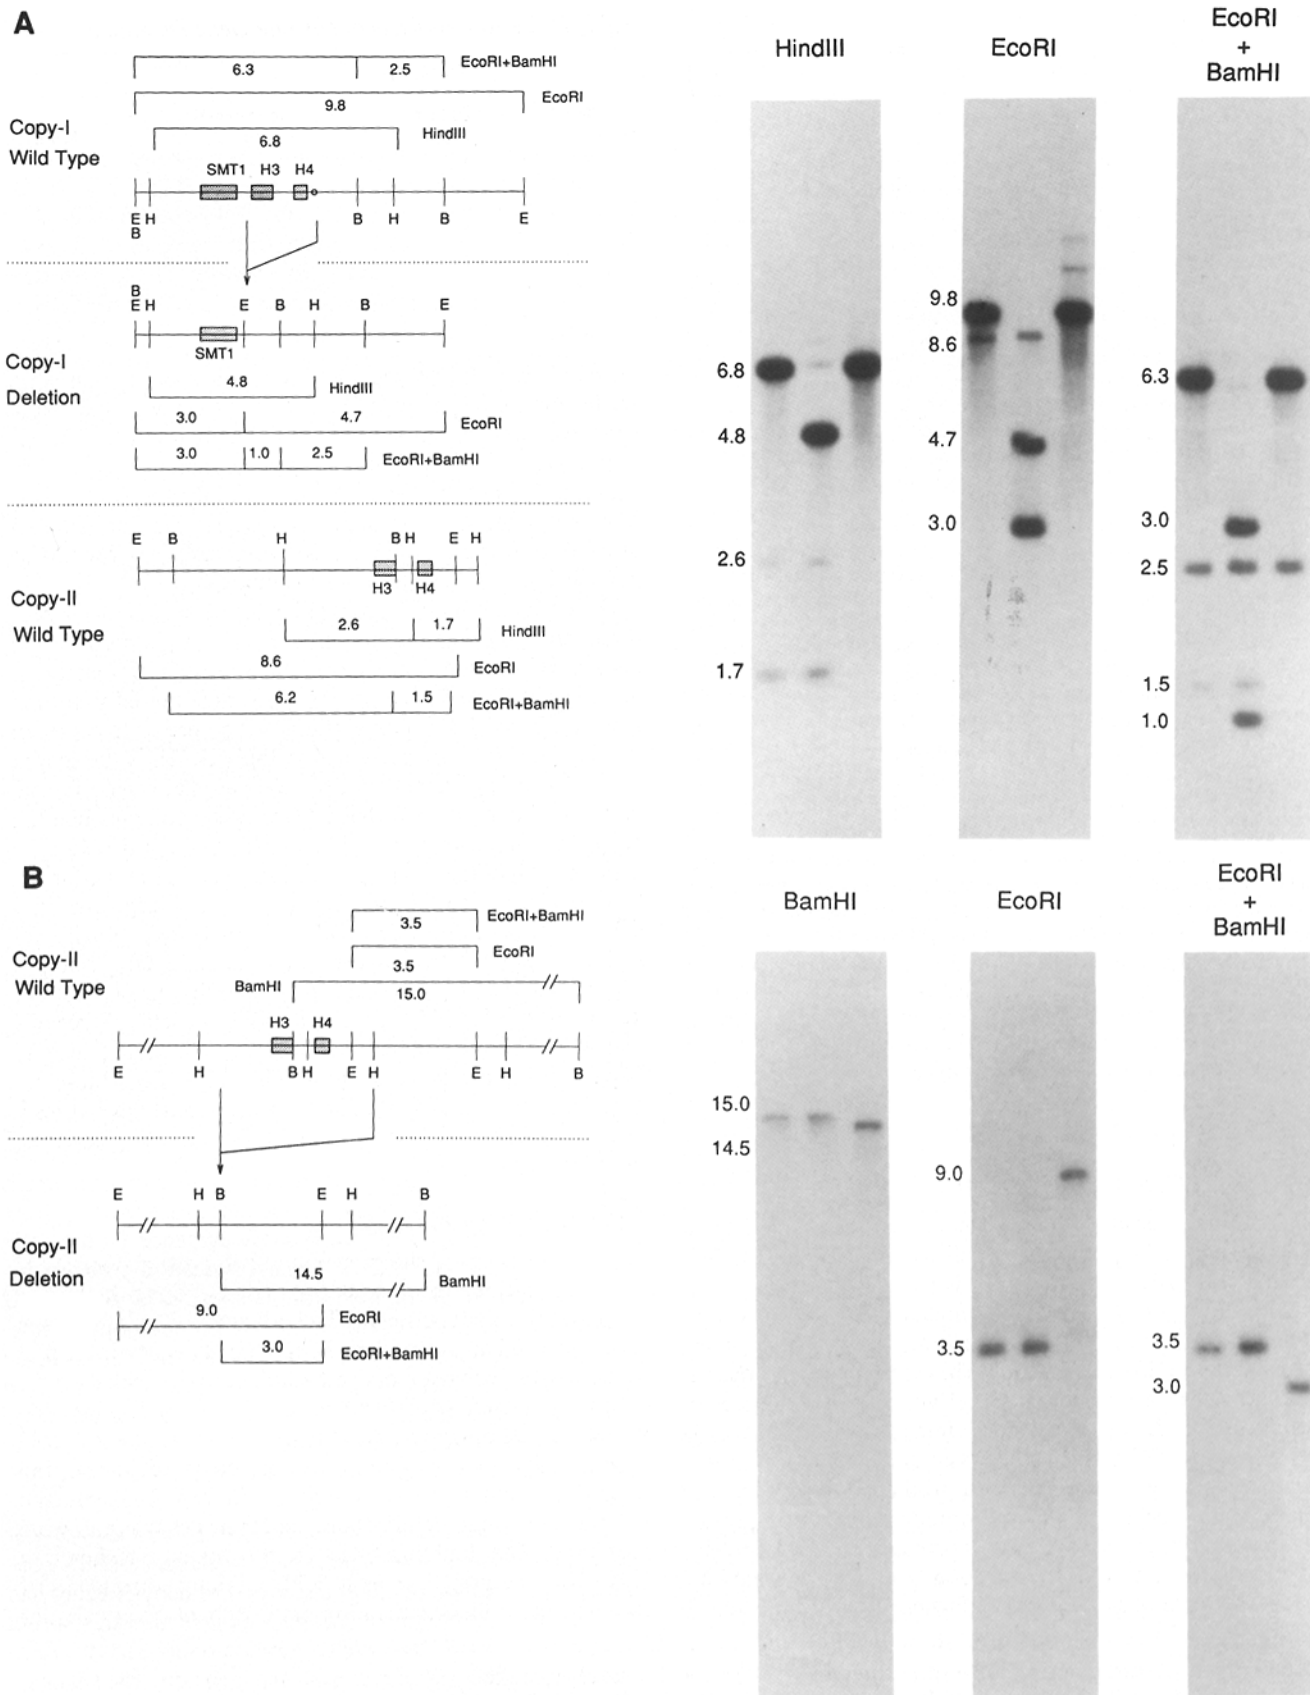 A
6.3 2.5 EcoRI+BamHI
9.8 EcoRI
Copy-I
Wild Type
6.8 HindIII
SMT1 H3 H4
E H B H B E
B
B
E H E B H B E
SMT1
Copy-I
Deletion
4.8 HindIII
3.0 4.7 EcoRI
3.0 1.0 2.5 EcoRI+BamHI
E B H B H E H
H3 H4
Copy-II
Wild Type
2.6 1.7 HindIII
8.6 EcoRI
6.2 1.5 EcoRI+BamHI
HindIII
6.8
4.8
2.6
1.7
EcoRI
9.8
8.6
4.7
3.0
EcoRI
+
BamHI
6.3
3.0
2.5
1.5
1.0
B
3.5 EcoRI+BamHI
3.5 EcoRI
Copy-II
Wild Type
BamHI 15.0
H3 H4
E H B H E H E H B
E H B E H B
Copy-II
Deletion
14.5 BamHI
9.0 EcoRI
3.0 EcoRI+BamHI
BamHI
15.0
14.5
EcoRI
9.0
3.5
EcoRI
+
BamHI
3.5
3.0